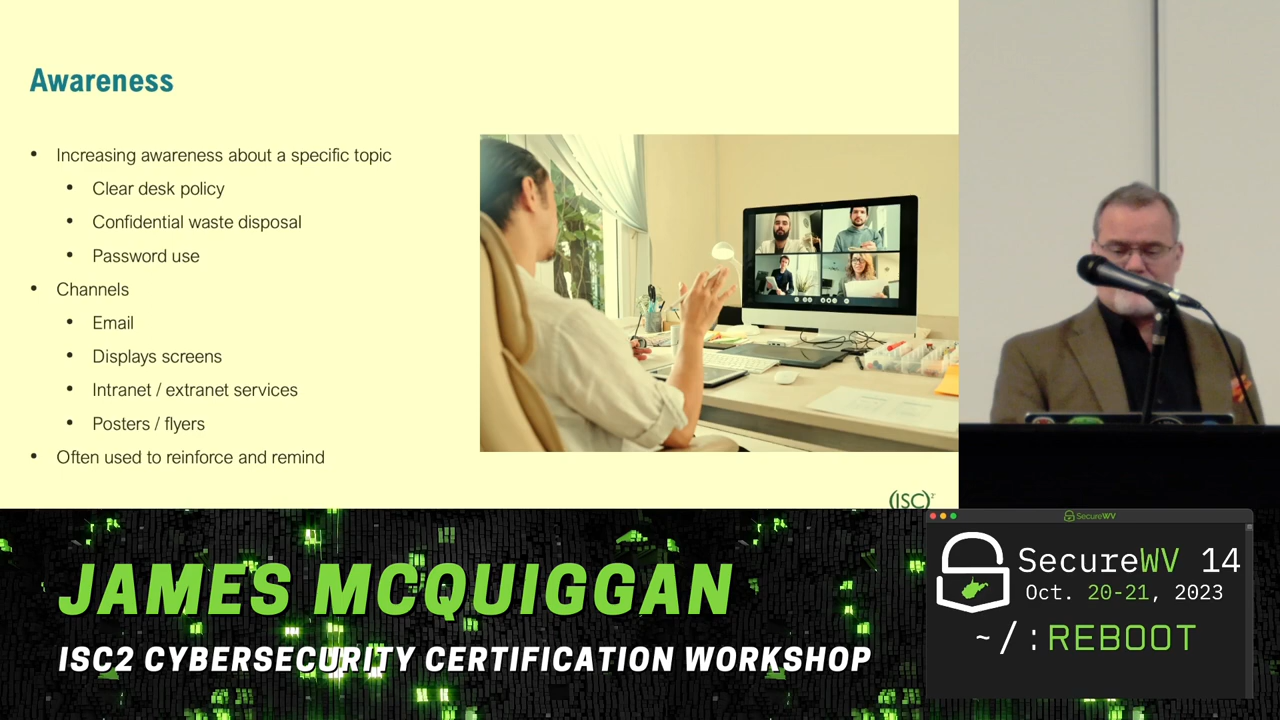 Awareness
• Increasing awareness about a specific topic
• Clear desk policy
• Confidential waste disposal
• Password use
• Channels
• Email
• Displays screens
• Intranet / extranet services
• Posters / flyers
• Often used to reinforce and remind
(ISC)²
JAMES MCQUIGGAN
ISC2 CYBERSECURITY CERTIFICATION WORKSHOP
SecureWV
SecureWV 14
Oct. 20-21, 2023
~/:REBOOT